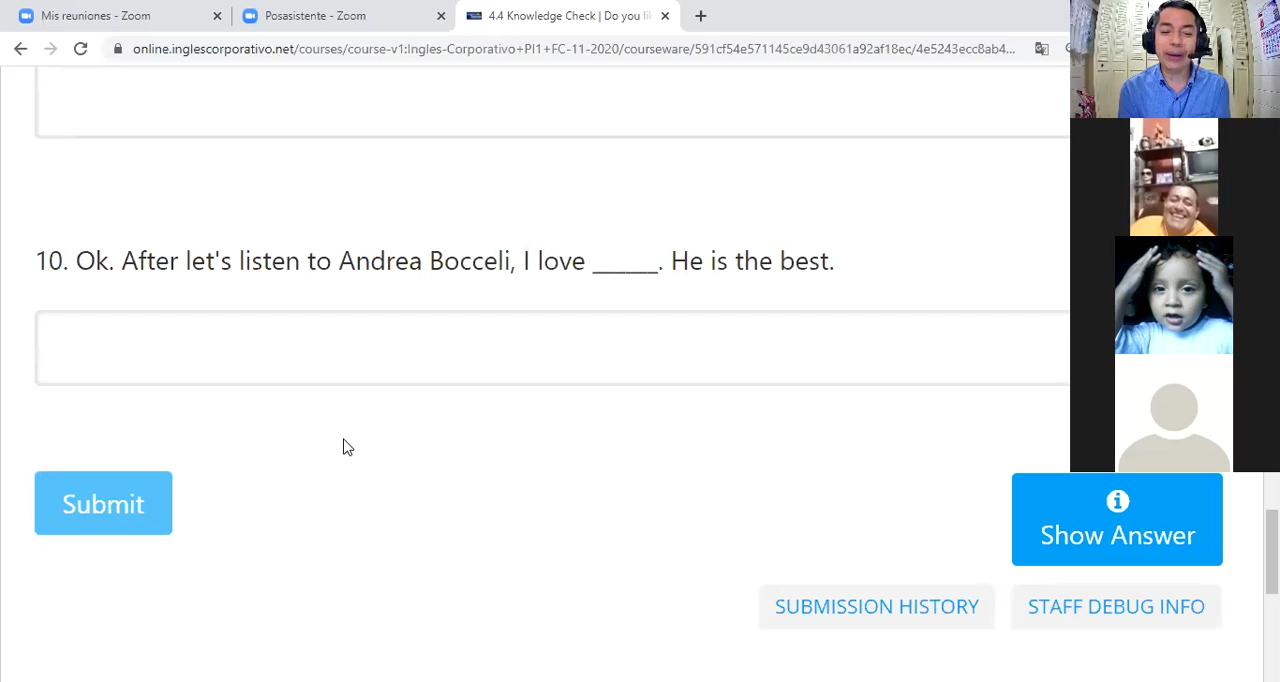 Mis reuniones - Zoom
Posasistente - Zoom
4.4 Knowledge Check | Do you li
online.inglescorporativo.net/courses/course-v1:Ingles-Corporativo+PI1+FC-11-2020/courseware/591cf54e571145ce9d43061a92af18ec/4e5243ecc8ab4...
10. Ok. After let's listen to Andrea Bocceli, I love ______. He is the best.
Submit
Show Answer
SUBMISSION HISTORY
STAFF DEBUG INFO